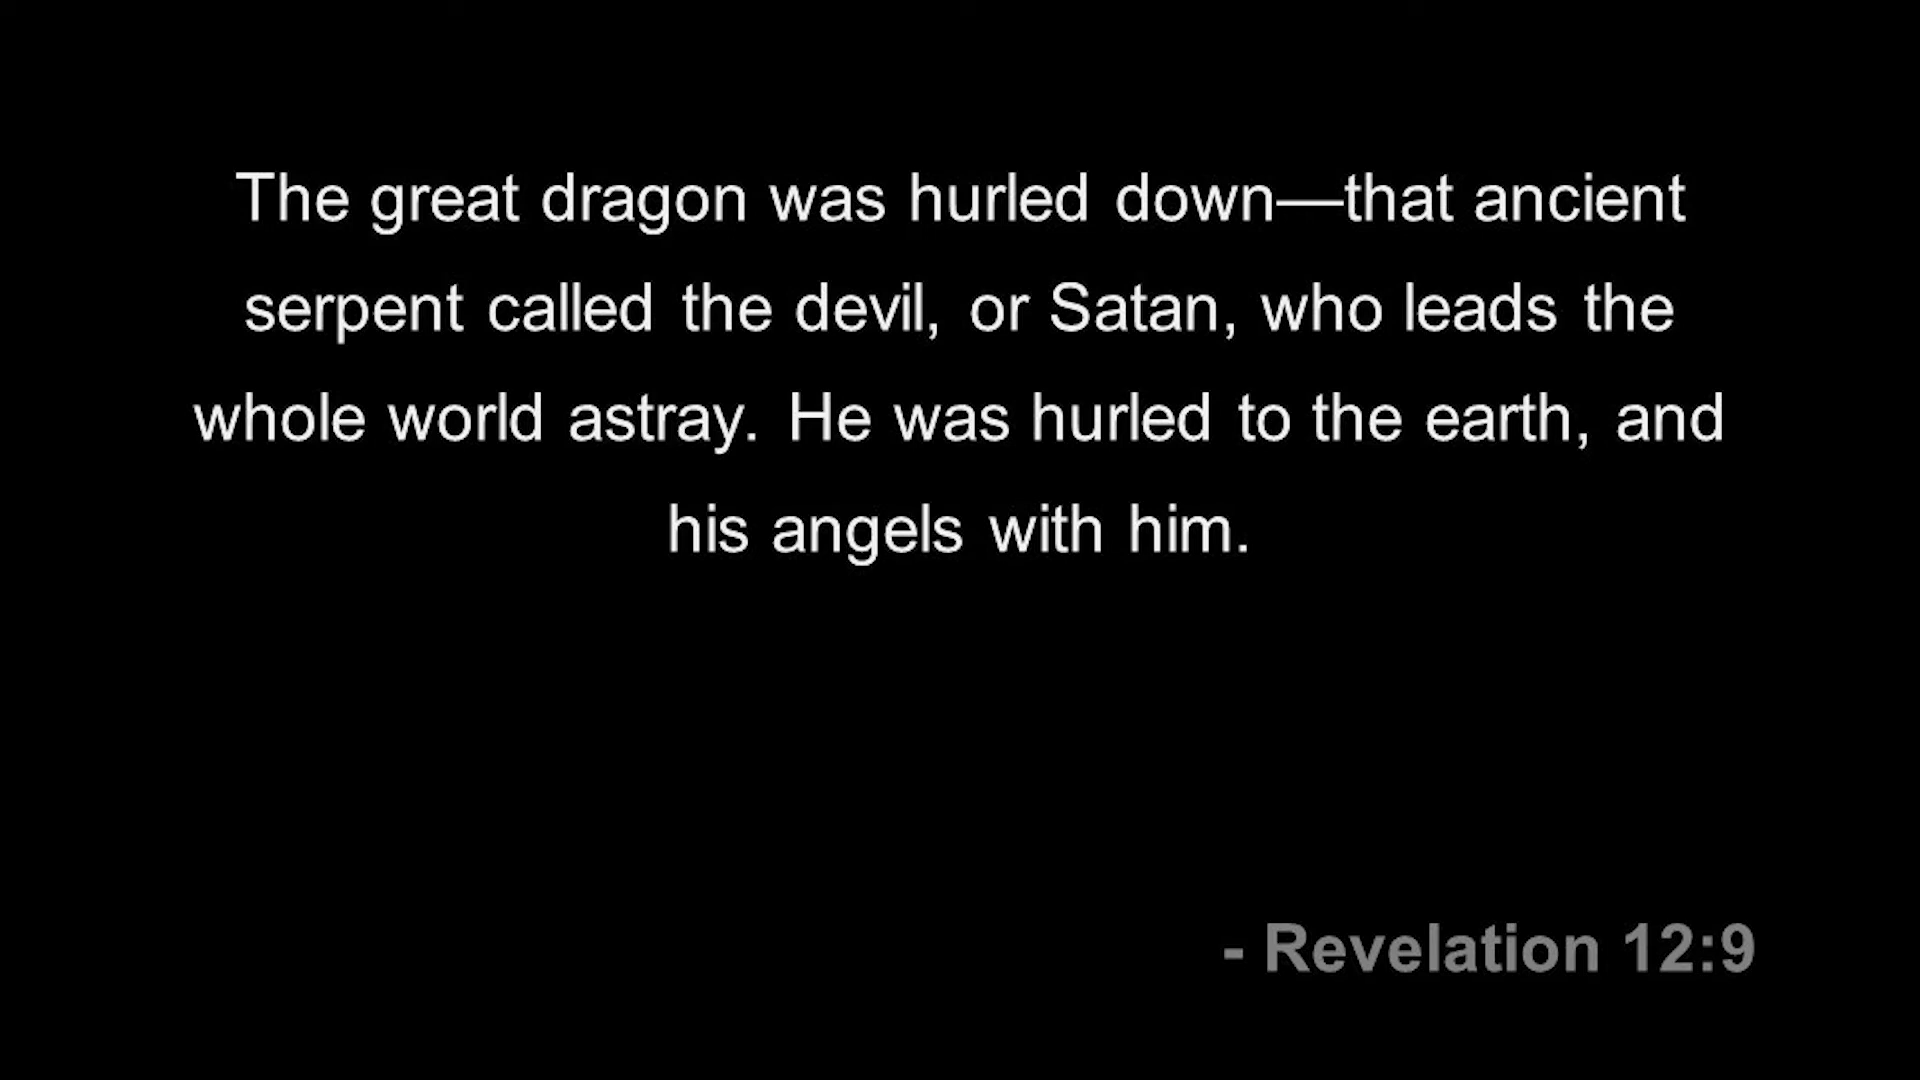 The great dragon was hurled down—that ancient
serpent called the devil, or Satan, who leads the
whole world astray. He was hurled to the earth, and
his angels with him.
- Revelation 12:9